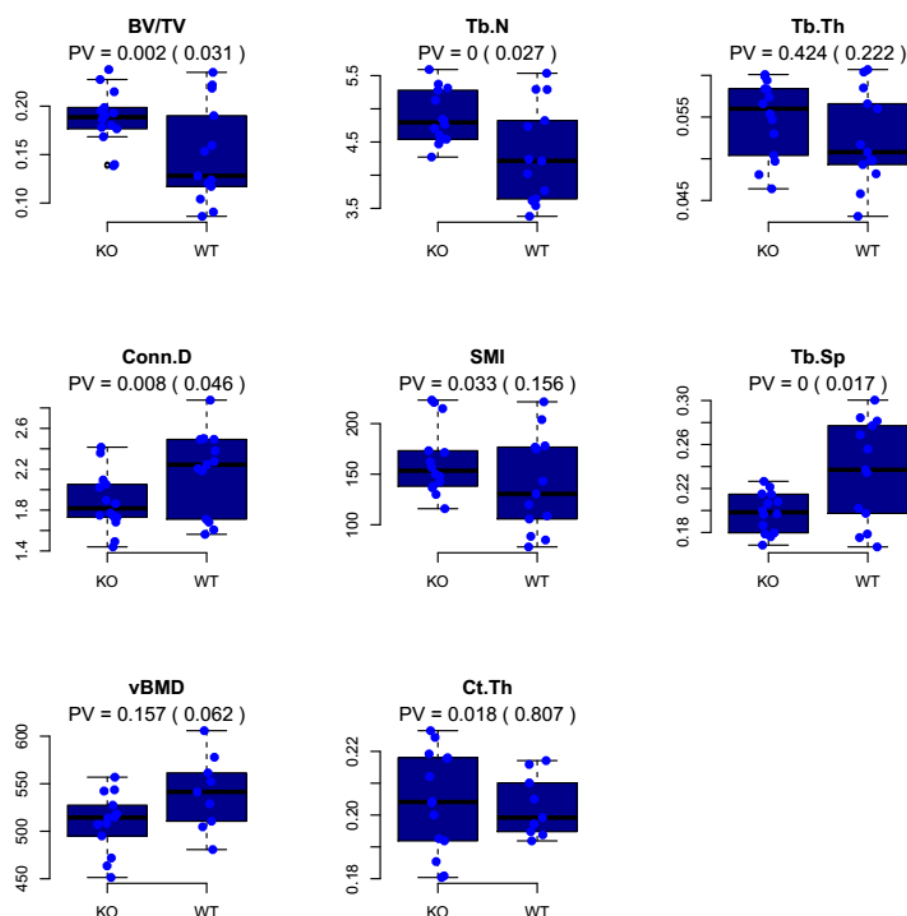 BV/TV
PV = 0.002 ( 0.031 )
0.20
0.15
0.10
KO
WT
Tb.N
PV = 0 ( 0.027 )
5.5
4.5
3.5
KO
WT
Tb.Th
PV = 0.424 ( 0.222 )
0.055
0.045
KO
WT
Conn.D
PV = 0.008 ( 0.046 )
2.6
2.2
1.8
1.4
KO
WT
SMI
PV = 0.033 ( 0.156 )
200
150
100
KO
WT
Tb.Sp
PV = 0 ( 0.017 )
0.30
0.26
0.22
0.18
KO
WT
vBMD
PV = 0.157 ( 0.062 )
600
550
500
450
KO
WT
Ct.Th
PV = 0.018 ( 0.807 )
0.22
0.20
0.18
KO
WT